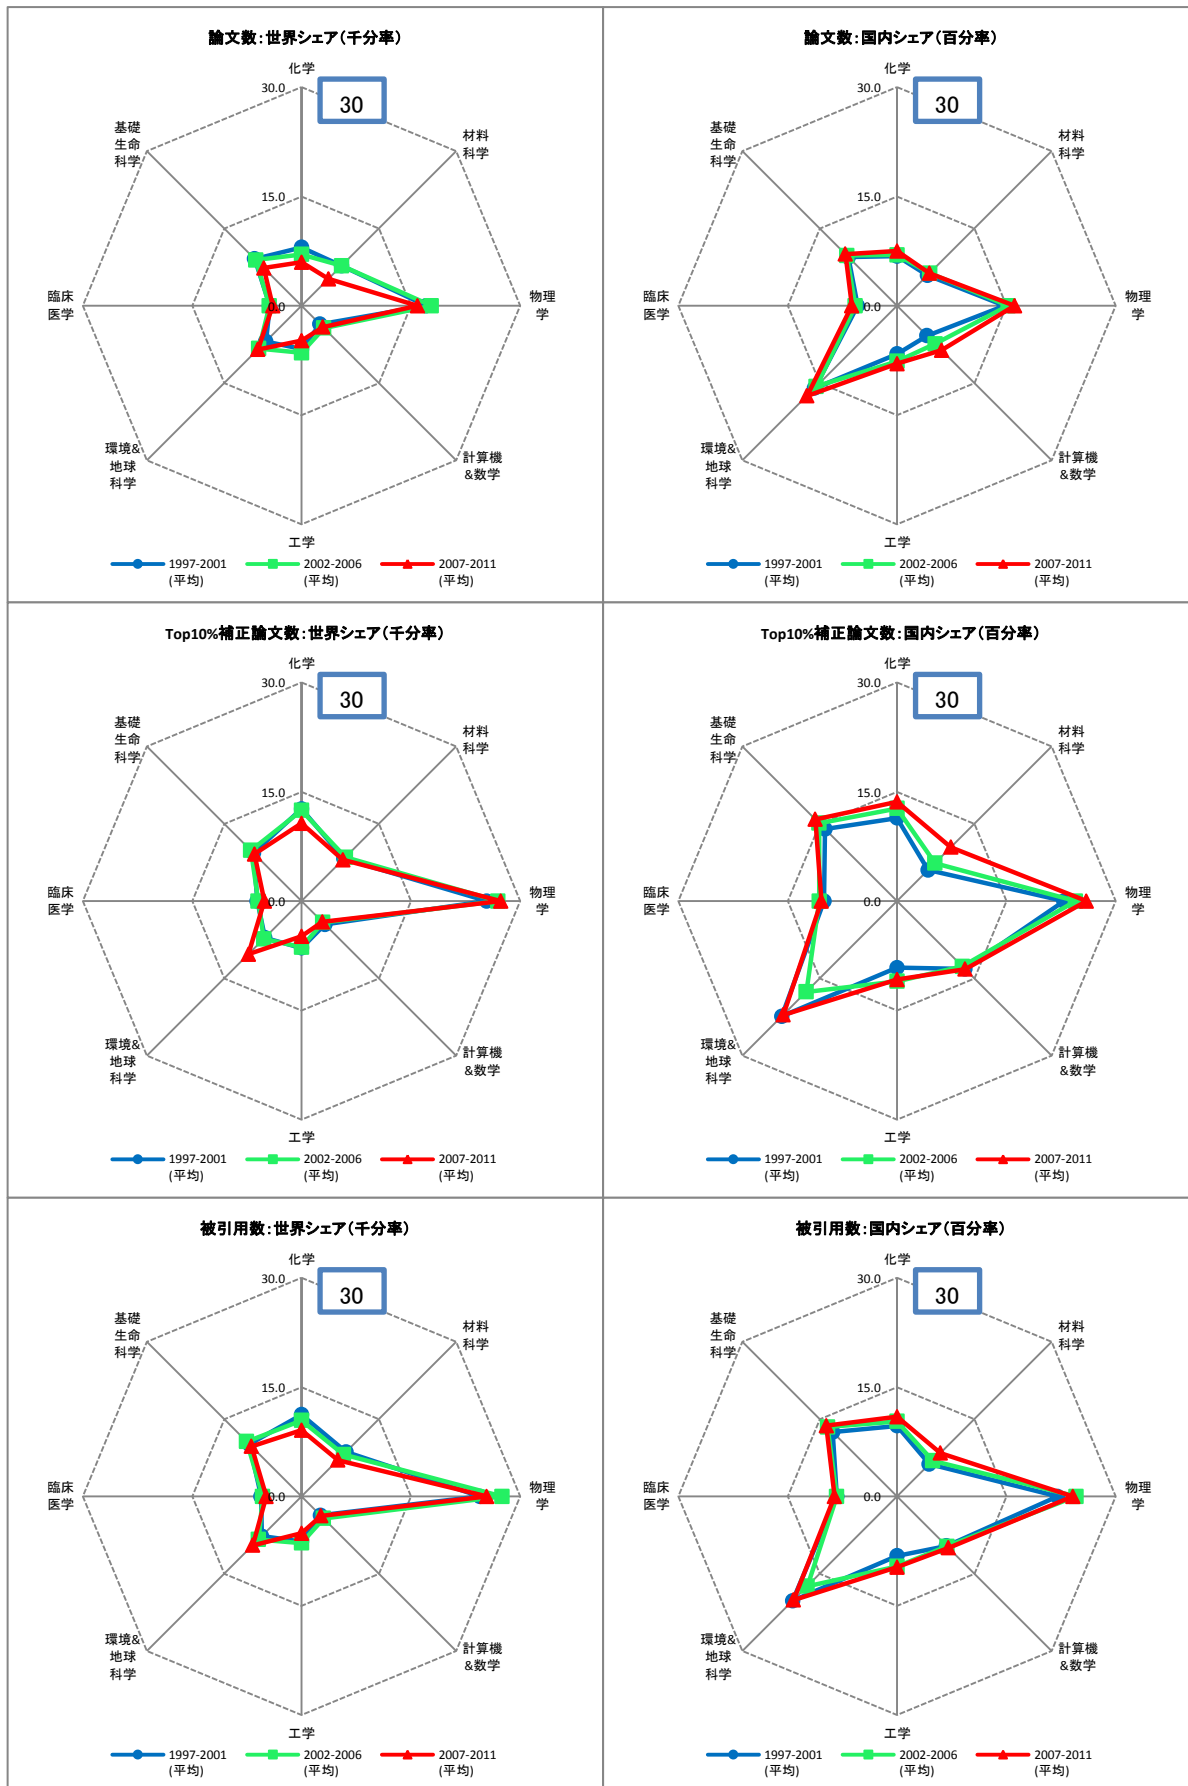 論文数:世界シェア(千分率)
化学
30.0
30
基礎
生命
科学
材料
科学
15.0
臨床
医学
0.0
物理
学
環境&
地球
科学
計算機
&数学
工学
1997-2001
(平均)
2002-2006
(平均)
2007-2011
(平均)
論文数:国内シェア(百分率)
化学
30.0
30
基礎
生命
科学
材料
科学
15.0
臨床
医学
0.0
物理
学
環境&
地球
科学
計算機
&数学
工学
1997-2001
(平均)
2002-2006
(平均)
2007-2011
(平均)
Top10%補正論文数:世界シェア(千分率)
化学
30.0
30
基礎
生命
科学
材料
科学
15.0
臨床
医学
0.0
物理
学
環境&
地球
科学
計算機
&数学
工学
1997-2001
(平均)
2002-2006
(平均)
2007-2011
(平均)
Top10%補正論文数:国内シェア(百分率)
化学
30.0
30
基礎
生命
科学
材料
科学
15.0
臨床
医学
0.0
物理
学
環境&
地球
科学
計算機
&数学
工学
1997-2001
(平均)
2002-2006
(平均)
2007-2011
(平均)
被引用数:世界シェア(千分率)
化学
30.0
30
基礎
生命
科学
材料
科学
15.0
臨床
医学
0.0
物理
学
環境&
地球
科学
計算機
&数学
工学
1997-2001
(平均)
2002-2006
(平均)
2007-2011
(平均)
被引用数:国内シェア(百分率)
化学
30.0
30
基礎
生命
科学
材料
科学
15.0
臨床
医学
0.0
物理
学
環境&
地球
科学
計算機
&数学
工学
1997-2001
(平均)
2002-2006
(平均)
2007-2011
(平均)